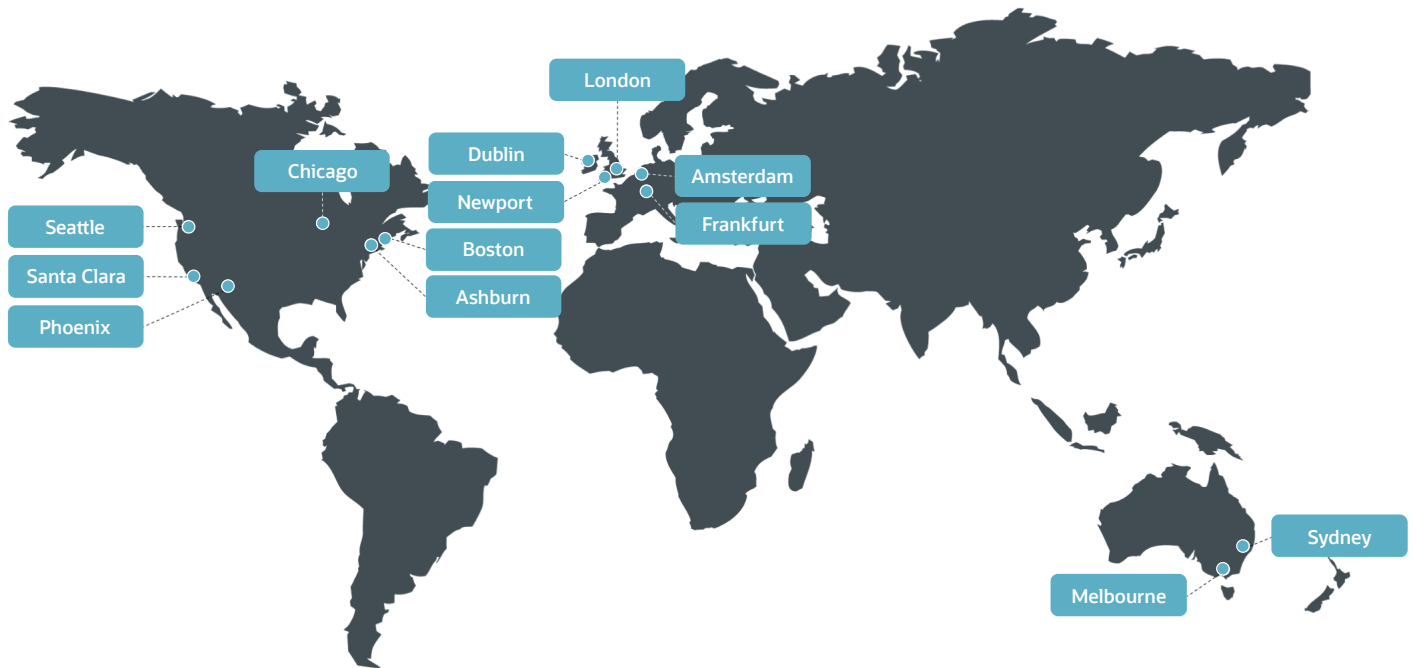 London
Dublin
Chicago
Amsterdam
Newport
Seattle
Frankfurt
Boston
Santa Clara
Ashburn
Phoenix
Sydney
Melbourne